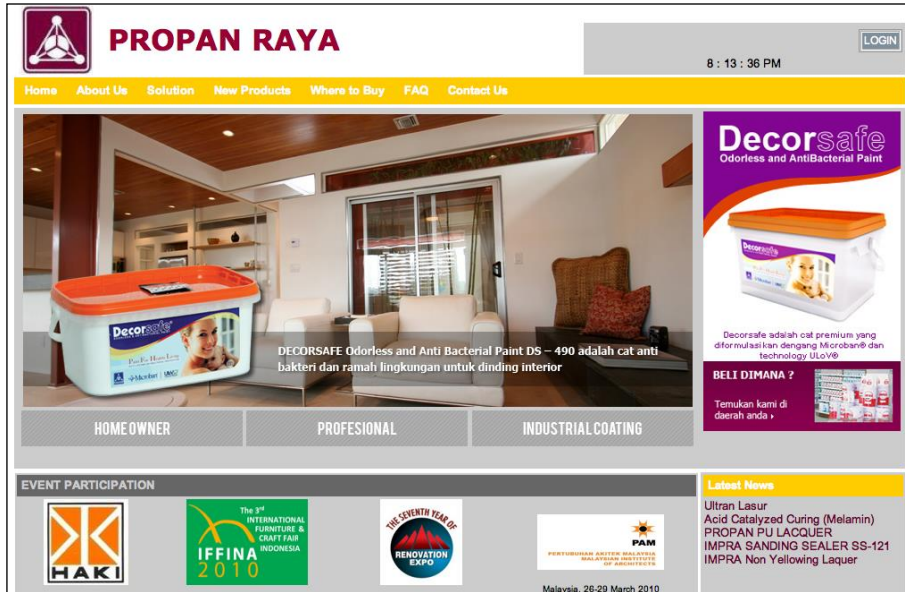 PROPAN RAYA
LOGIN
8 : 13 : 36 PM
Home About Us Solution New Products Where to Buy FAQ Contact Us
Decorsafe
DECORSAFE Odorless and Anti Bacterial Paint DS – 490 adalah cat anti
bakteri dan ramah lingkungan untuk dinding interior
Decorsafe
Odorless and AntiBacterial Paint
Decorsafe
Decorsafe adalah cat premium yang
diformulasikan dengang Microban® dan
technology ULoV®
BELI DIMANA ?
Temukan kami di
daerah anda
HOME OWNER
PROFESIONAL
INDUSTRIAL COATING
EVENT PARTICIPATION
HAKI
The 3rd
INTERNATIONAL
FURNITURE &
CRAFT FAIR
INDONESIA
IFFINA
2010
THE SEVENTH YEAR OF
RENOVATION
EXPO
PAM
PERTUBUHAN AKITEK MALAYSIA
MALAYSIAN INSTITUTE
OF ARCHITECTS
Malaysia, 26-29 March 2010
Latest News
Ultran Lasur
Acid Catalyzed Curing (Melamin)
PROPAN PU LACQUER
IMPRA SANDING SEALER SS-121
IMPRA Non Yellowing Laquer